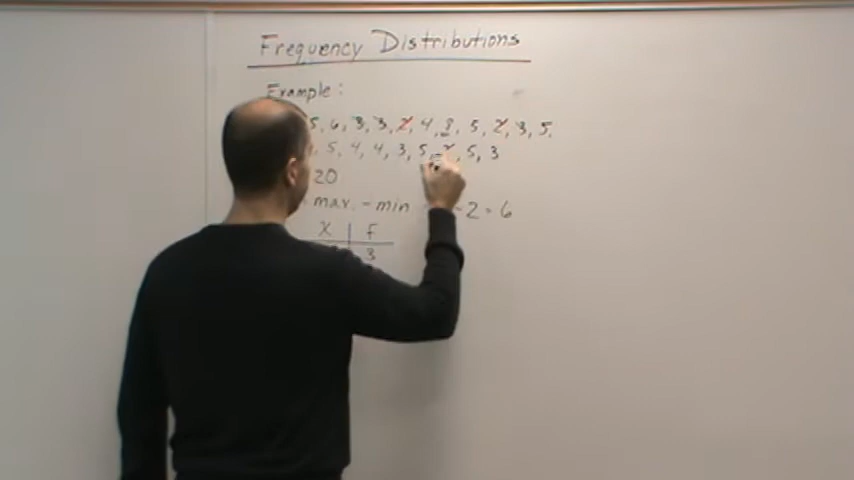 Frequency Distributions
Example:
5, 6, 3, 3, 2, 4, 8, 5, 2, 3, 5,
5, 4, 4, 3, 5, 2, 5, 3
20
max. - min - 2 = 6
X f
3